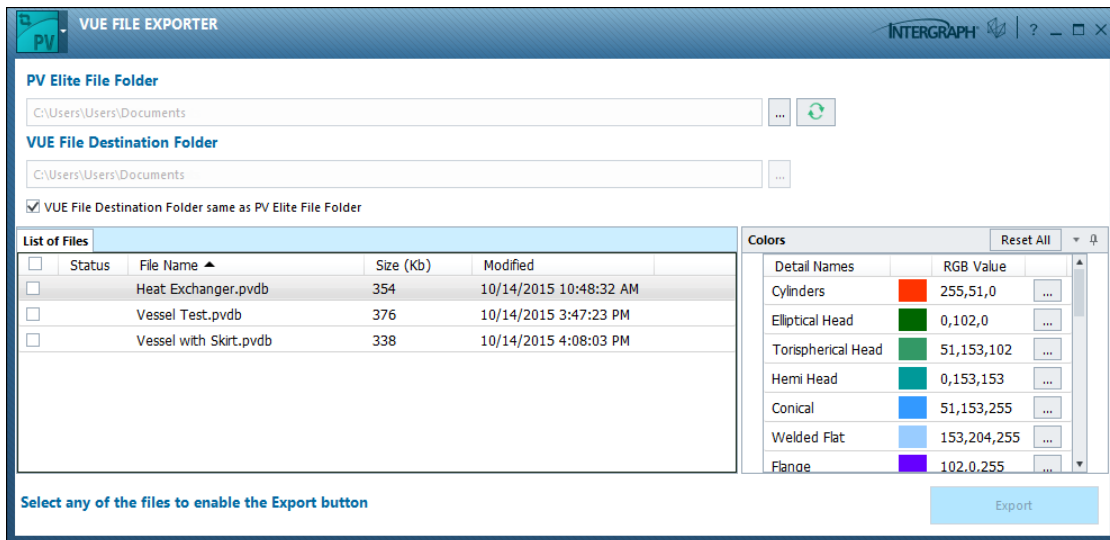 VUE FILE EXPORTER
PV
INTERGRAPH
?
PV Elite File Folder
C:\Users\Users\Documents
...
VUE File Destination Folder
C:\Users\Users\Documents
...
VUE File Destination Folder same as PV Elite File Folder
List of Files
Status File Name Size (Kb) Modified
Heat Exchanger.pvdb 354 10/14/2015 10:48:32 AM
Vessel Test.pvdb 376 10/14/2015 3:47:23 PM
Vessel with Skirt.pvdb 338 10/14/2015 4:08:03 PM
Colors Reset All
Detail Names RGB Value
Cylinders 255,51,0 ...
Elliptical Head 0,102,0 ...
Torispherical Head 51,153,102 ...
Hemi Head 0,153,153 ...
Conical 51,153,255 ...
Welded Flat 153,204,255 ...
Flange 102,0,255 ...
Select any of the files to enable the Export button
Export